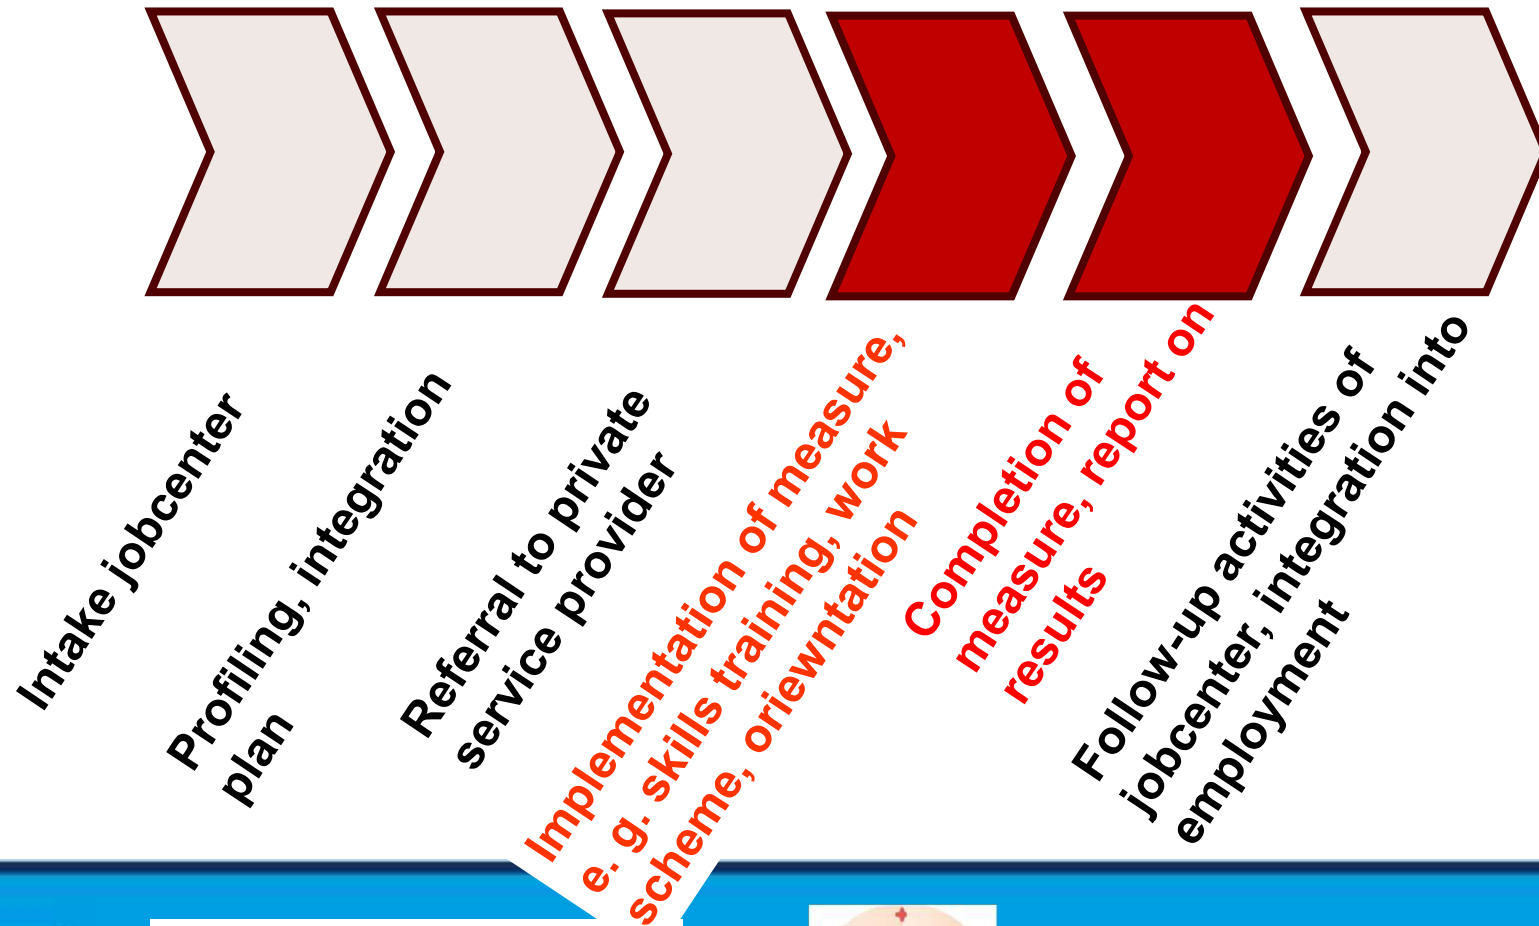 Intake jobcenter
Profiling, integration
plan
Referral to private
service provider
Implementation of measure,
e. g. skills training, work
scheme, oriewntation
Completion of
measure, report on
results
Follow-up activities of
jobcenter, integration into
employment